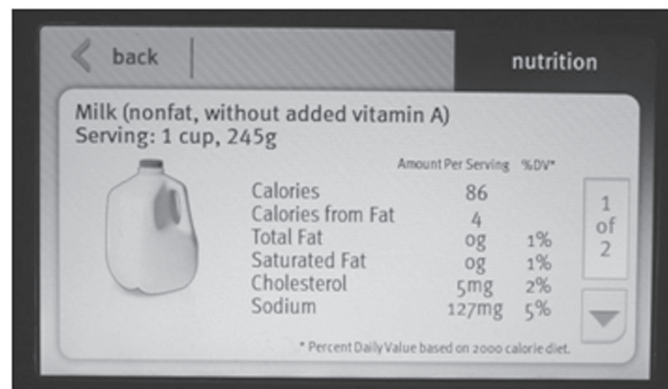 back
nutrition
Milk (nonfat, without added vitamin A)
Serving: 1 cup, 245g
Amount Per Serving %DV*
Calories 86
Calories from Fat 4
Total Fat 0g 1%
Saturated Fat 0g 1%
Cholesterol 5mg 2%
Sodium 127mg 5%
1
of
2
* Percent Daily Value based on 2000 calorie diet.